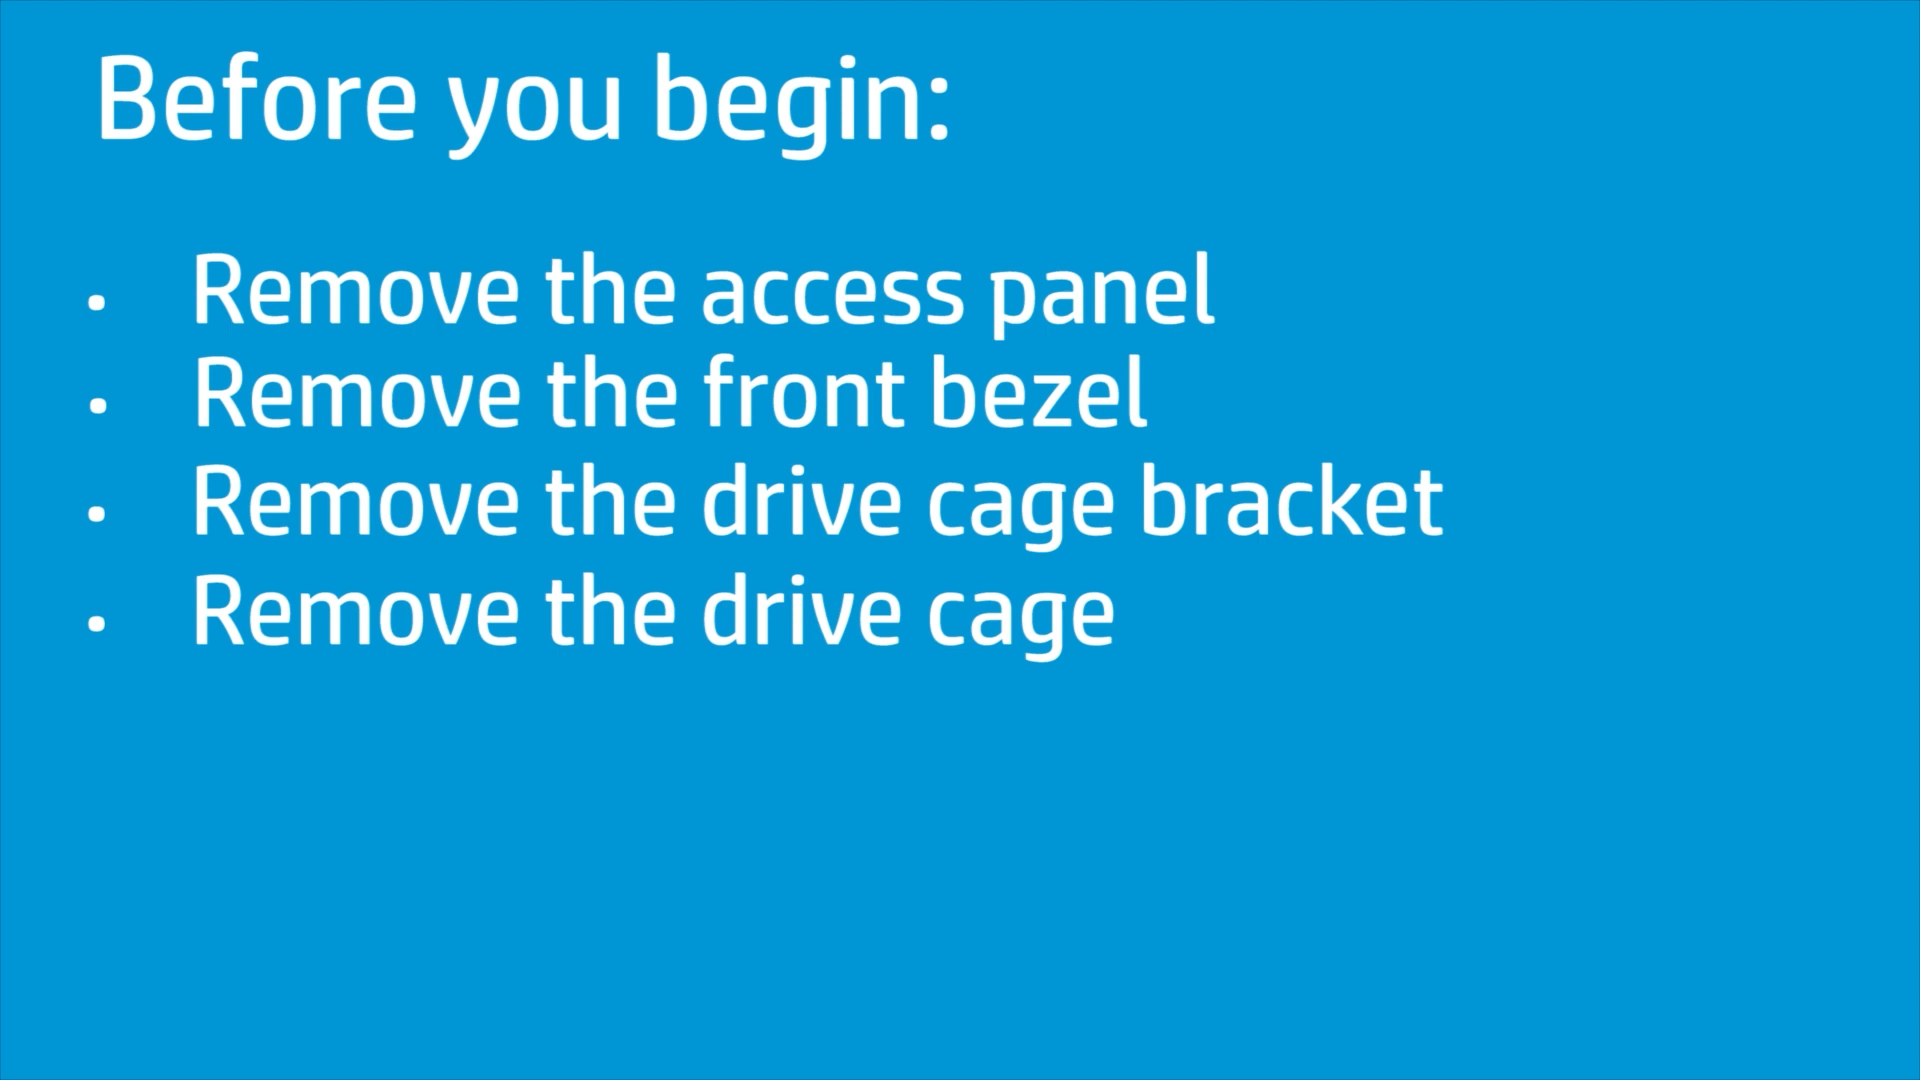 Before you begin:
• Remove the access panel
• Remove the front bezel
• Remove the drive cage bracket
• Remove the drive cage